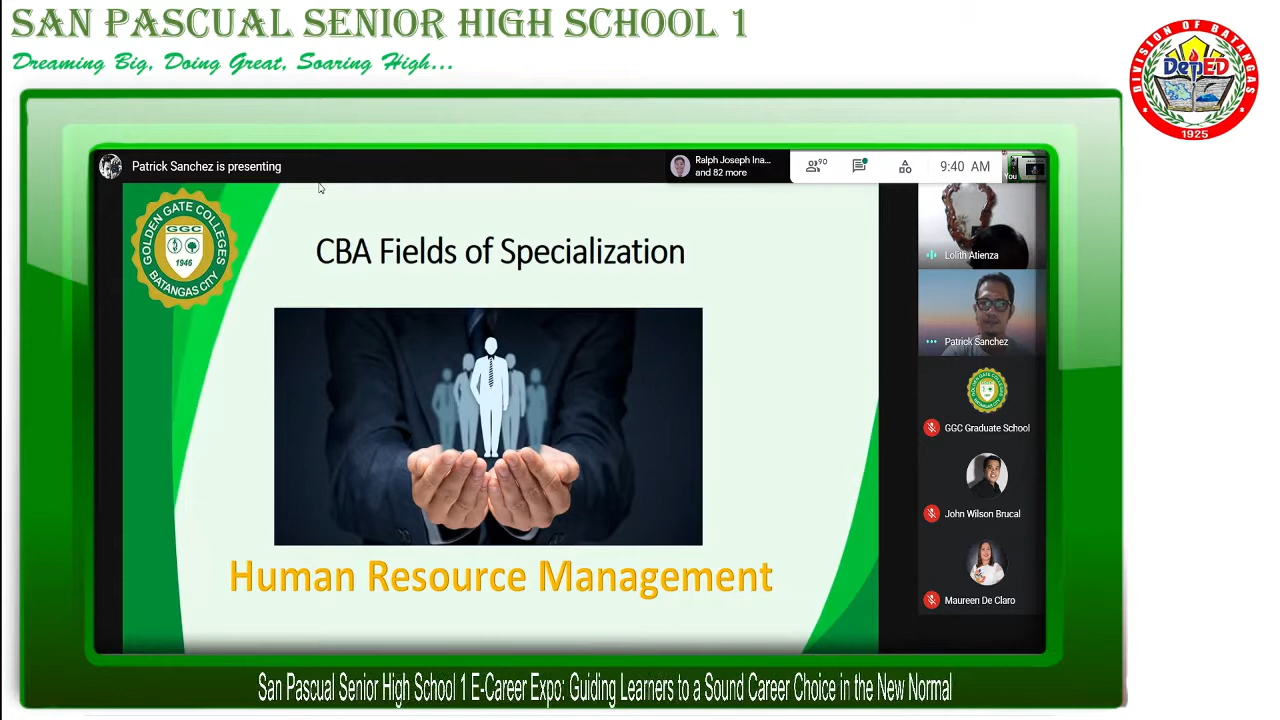 SAN PASCUAL SENIOR HIGH SCHOOL 1
Dreaming Big, Doing Great, Soaring High...
DIVISION OF BATANGAS
DepED
1925
Patrick Sanchez is presenting
Ralph Joseph Ina...
and 82 more
90
9:40 AM
You
GOLDEN GATE COLLEGES
GGC
1946
BATANGAS CITY
CBA Fields of Specialization
Human Resource Management
Lolith Atienza
Patrick Sanchez
GGC Graduate School
John Wilson Brucal
Maureen De Claro
San Pascual Senior High School 1 E-Career Expo: Guiding Learners to a Sound Career Choice in the New Normal